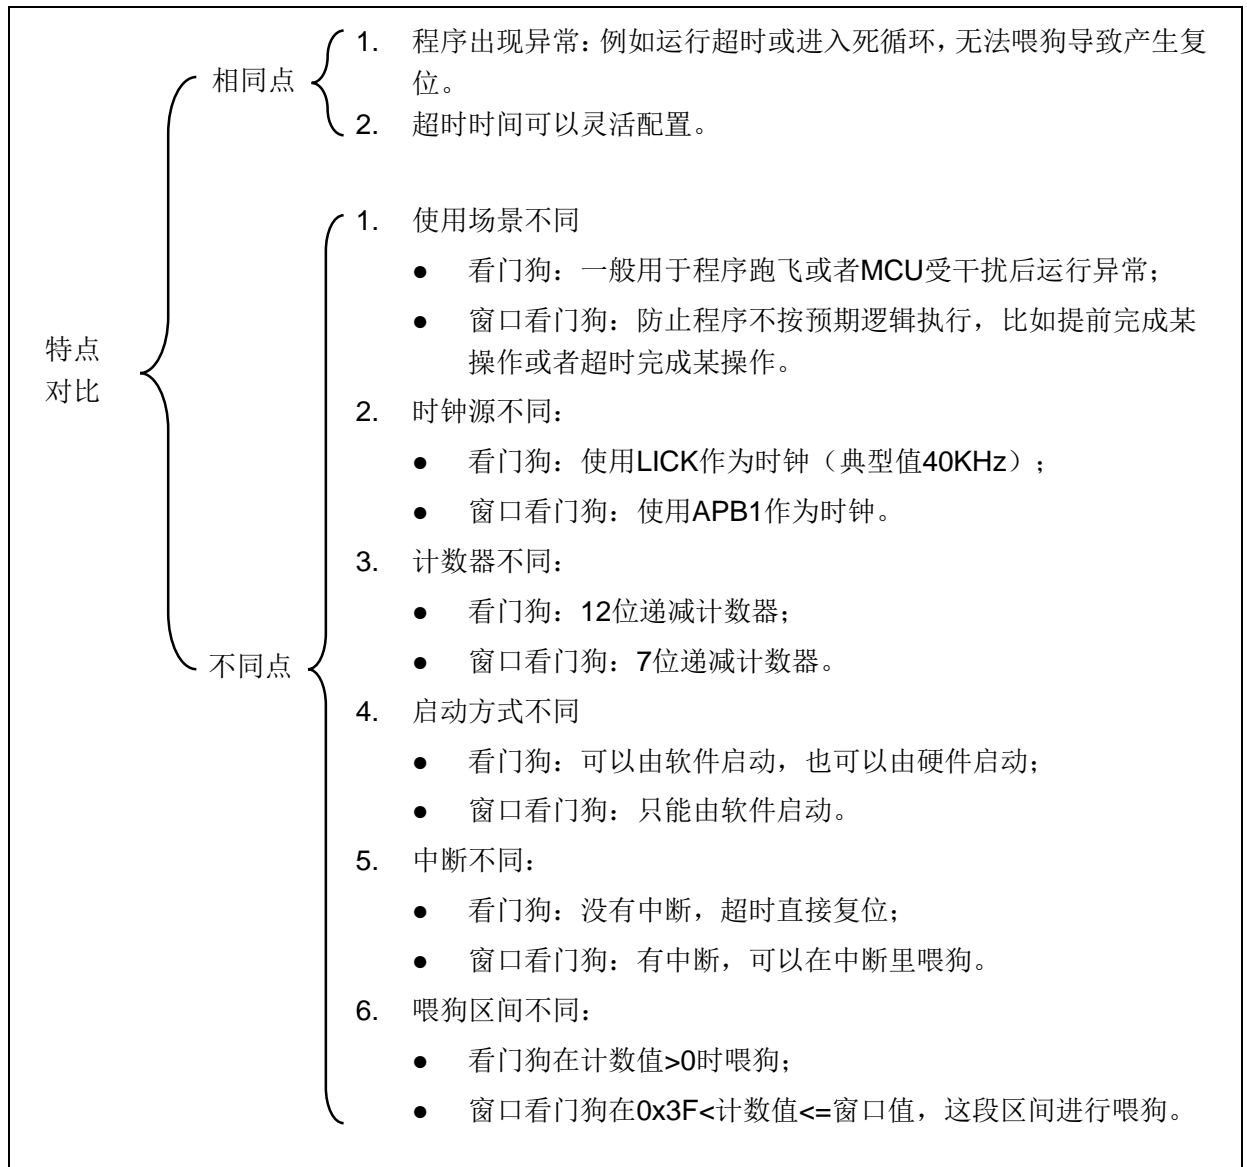 1. 程序出现异常：例如运行超时或进入死循环，无法喂狗导致产生复
位。
相同点
2. 超时时间可以灵活配置。
1. 使用场景不同
● 看门狗：一般用于程序跑飞或者MCU受干扰后运行异常；
● 窗口看门狗：防止程序不按预期逻辑执行，比如提前完成某
操作或者超时完成某操作。
特点
对比
2. 时钟源不同：
● 看门狗：使用LICK作为时钟（典型值40KHz）；
● 窗口看门狗：使用APB1作为时钟。
3. 计数器不同：
● 看门狗：12位递减计数器；
● 窗口看门狗：7位递减计数器。
不同点
4. 启动方式不同
● 看门狗：可以由软件启动，也可以由硬件启动；
● 窗口看门狗：只能由软件启动。
5. 中断不同：
● 看门狗：没有中断，超时直接复位；
● 窗口看门狗：有中断，可以在中断里喂狗。
6. 喂狗区间不同：
● 看门狗在计数值>0时喂狗；
● 窗口看门狗在0x3F<计数值<=窗口值，这段区间进行喂狗。